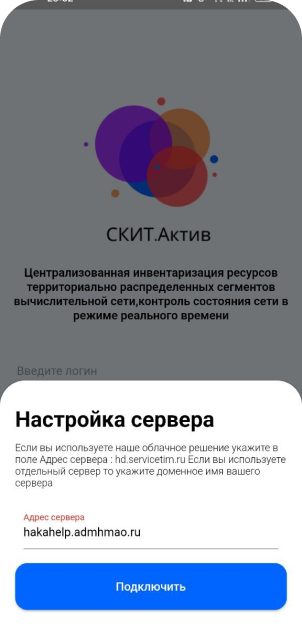 СКИТ.Актив
Централизованная инвентаризация ресурсов
территориально распределенных сегментов
вычислительной сети,контроль состояния сети в
режиме реального времени
Введите логин
Настройка сервера
Если вы используете наше облачное решение укажите в
поле Адрес сервера : hd.servicetim.ru Если вы используете
отдельный сервер то укажите доменное имя вашего
сервера
Адрес сервера
hakahelp.admhmao.ru
Подключить